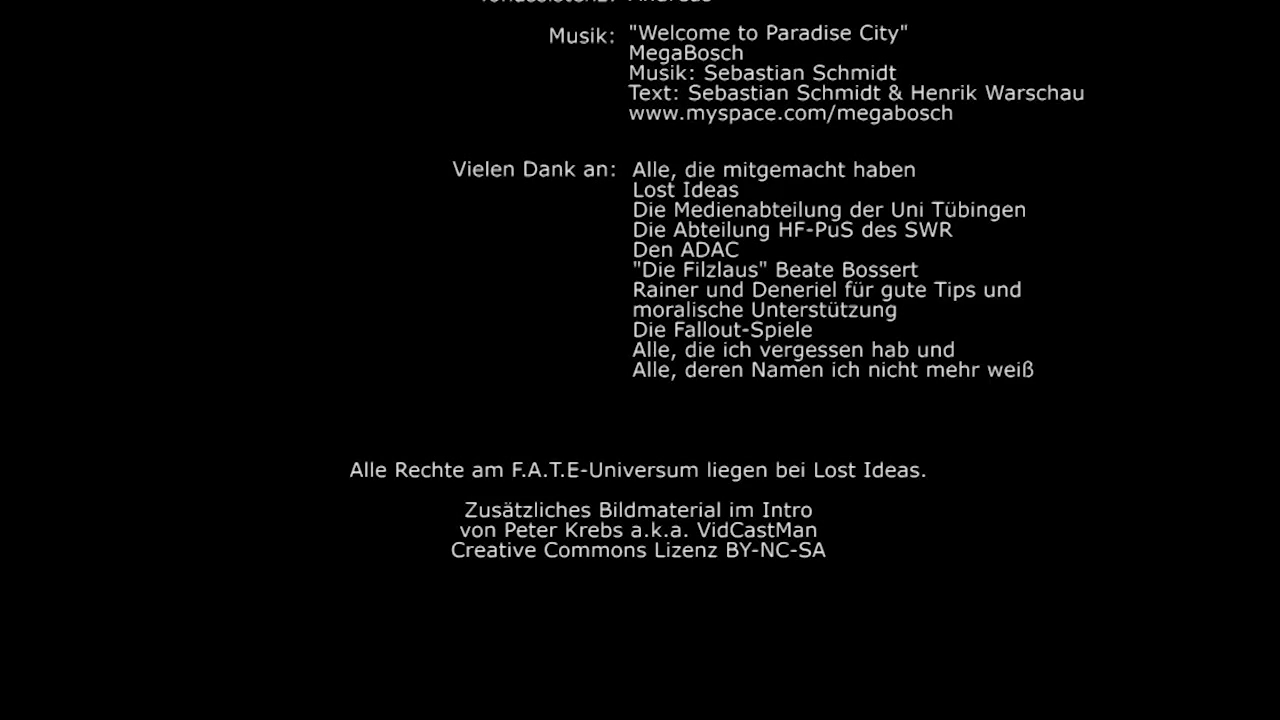 Musik: "Welcome to Paradise City"
MegaBosch
Musik: Sebastian Schmidt
Text: Sebastian Schmidt & Henrik Warschau
www.myspace.com/megabosch
Vielen Dank an: Alle, die mitgemacht haben
Lost Ideas
Die Medienabteilung der Uni Tübingen
Die Abteilung HF-PuS des SWR
Den ADAC
"Die Filzlaus" Beate Bossert
Rainer und Deneriel für gute Tips und
moralische Unterstützung
Die Fallout-Spiele
Alle, die ich vergessen hab und
Alle, deren Namen ich nicht mehr weiß
Alle Rechte am F.A.T.E-Universum liegen bei Lost Ideas.
Zusätzliches Bildmaterial im Intro
von Peter Krebs a.k.a. VidCastMan
Creative Commons Lizenz BY-NC-SA